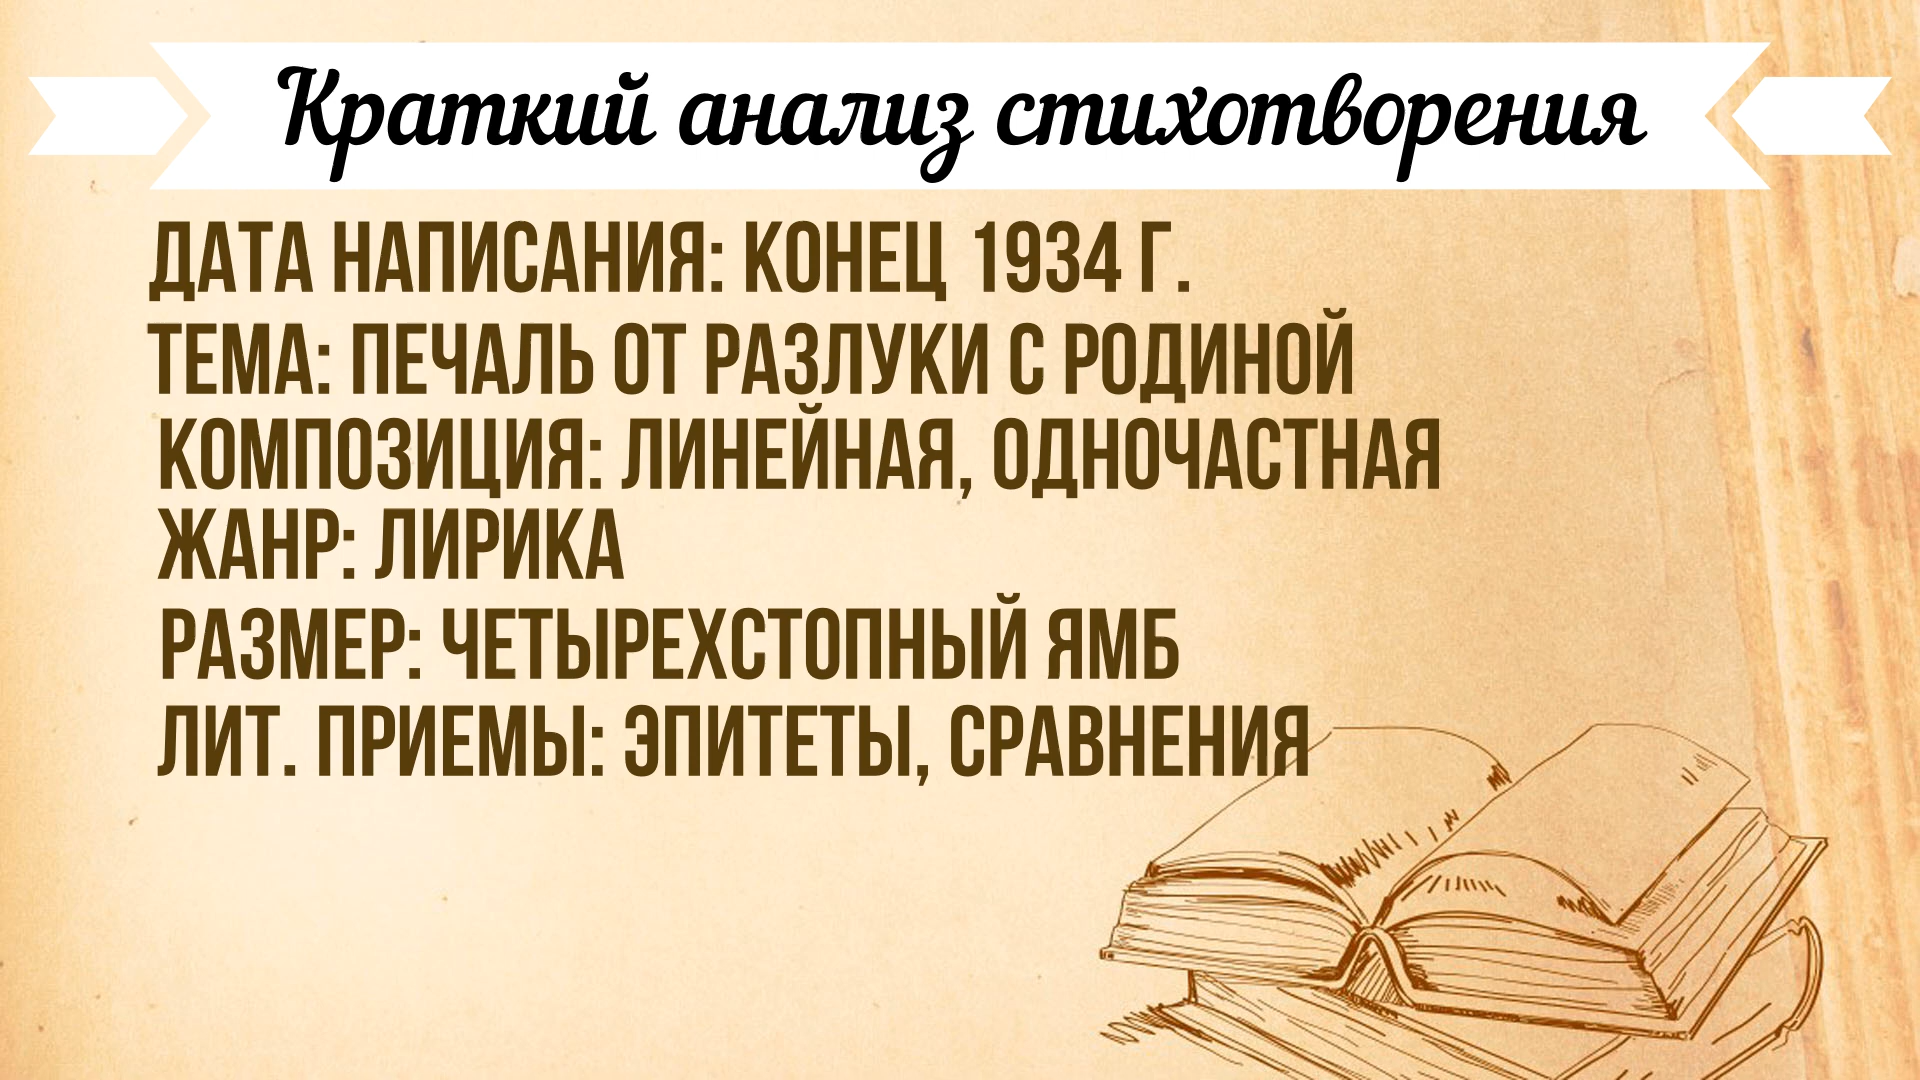 Краткий анализ стихотворения
ДАТА НАПИСАНИЯ: КОНЕЦ 1934 Г.
ТЕМА: ПЕЧАЛЬ ОТ РАЗЛУКИ С РОДИНОЙ
КОМПОЗИЦИЯ: ЛИНЕЙНАЯ, ОДНОЧАСТНАЯ
ЖАНР: ЛИРИКА
РАЗМЕР: ЧЕТЫРЕХСТОПНЫЙ ЯМБ
ЛИТ. ПРИЕМЫ: ЭПИТЕТЫ, СРАВНЕНИЯ